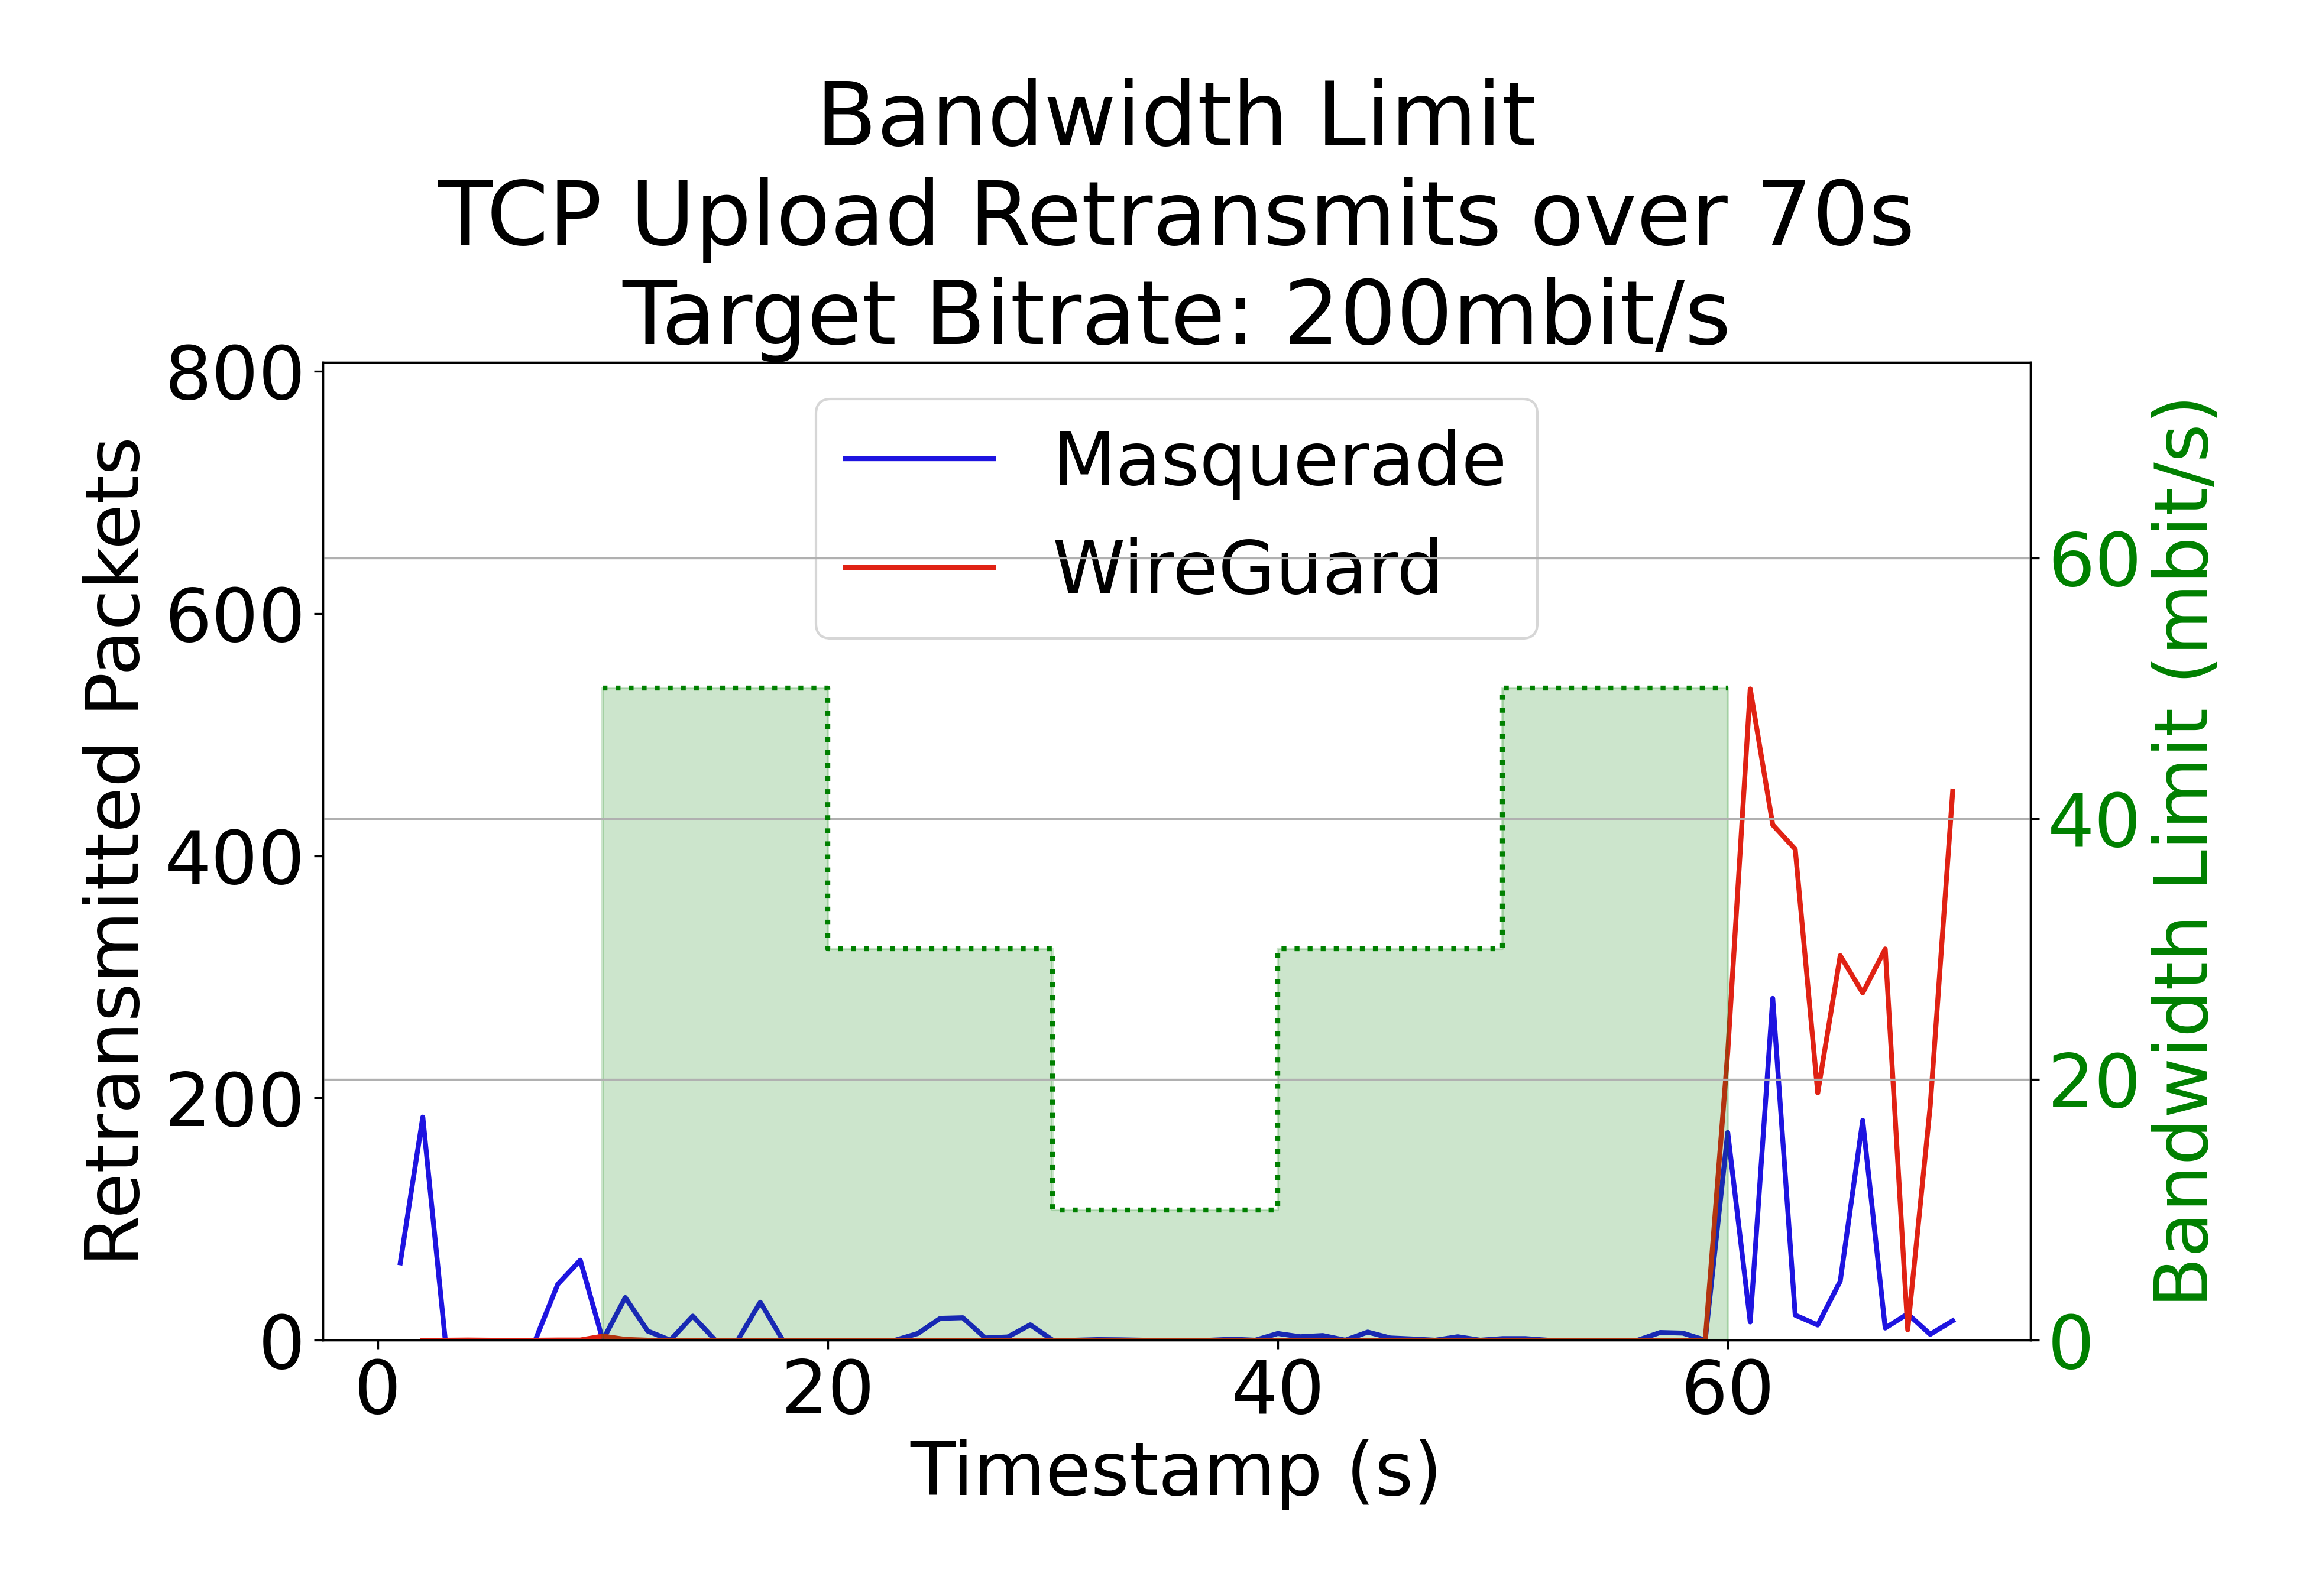 Bandwidth Limit
TCP Upload Retransmits over 70s
Target Bitrate: 200mbit/s
Retransmitted Packets
800
600
400
200
0
Masquerade
WireGuard
60
40
20
0
Bandwidth Limit (mbit/s)
0 20 40 60
Timestamp (s)